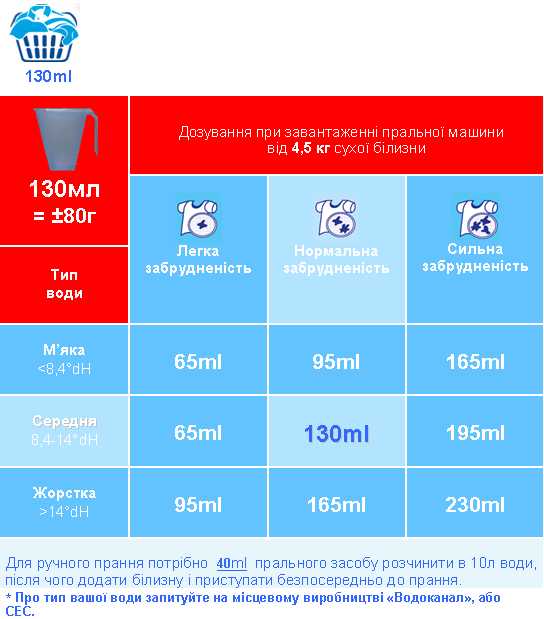 130ml
130мл
= ±80г
Дозування при завантаженні пральної машини
від 4,5 кг сухої білизни
Легка
забрудненість
Нормальна
забрудненість
Сильна
забрудненість
Тип
води
М'яка
<8,4°dH
65ml
95ml
165ml
Середня
8,4-14°dH
65ml
130ml
195ml
Жорстка
>14°dH
95ml
165ml
230ml
Для ручного прання потрібно 40ml прального засобу розчинити в 10л води,
після чого додати білизну і приступати безпосередньо до прання.
* Про тип вашої води запитуйте на місцевому виробництві «Водоканал», або
СЕС.